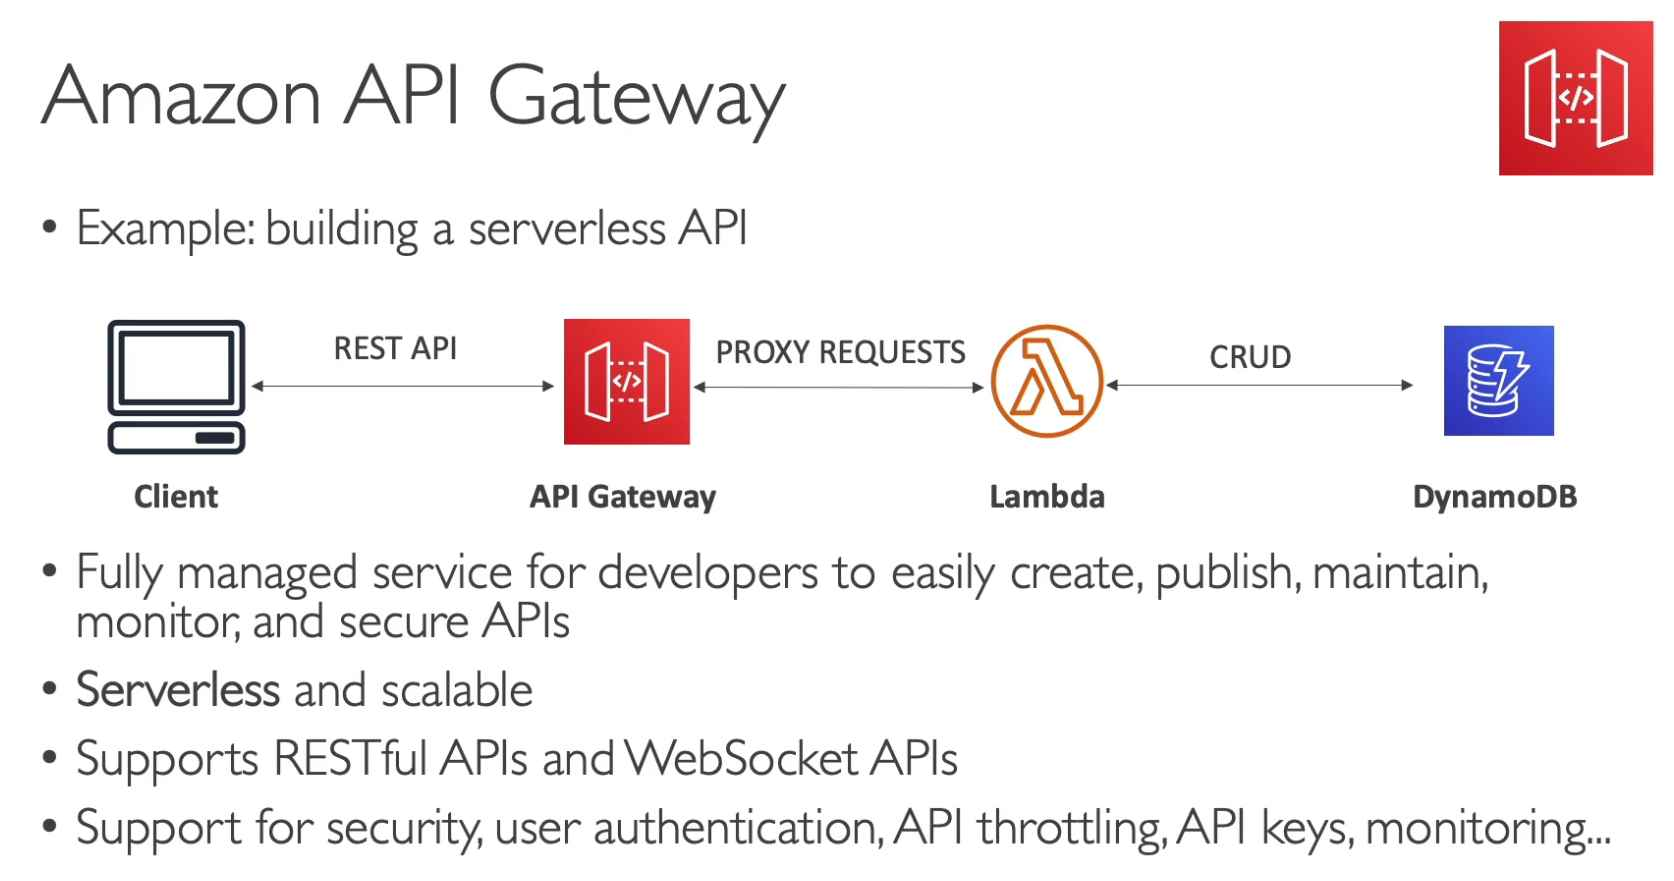 Amazon API Gateway
</>
• Example: building a serverless API
REST API
</>
PROXY REQUESTS
CRUD
Client
API Gateway
Lambda
DynamoDB
• Fully managed service for developers to easily create, publish, maintain,
monitor, and secure APIs
• Serverless and scalable
• Supports RESTful APIs and WebSocket APIs
• Support for security, user authentication, API throttling, API keys, monitoring...